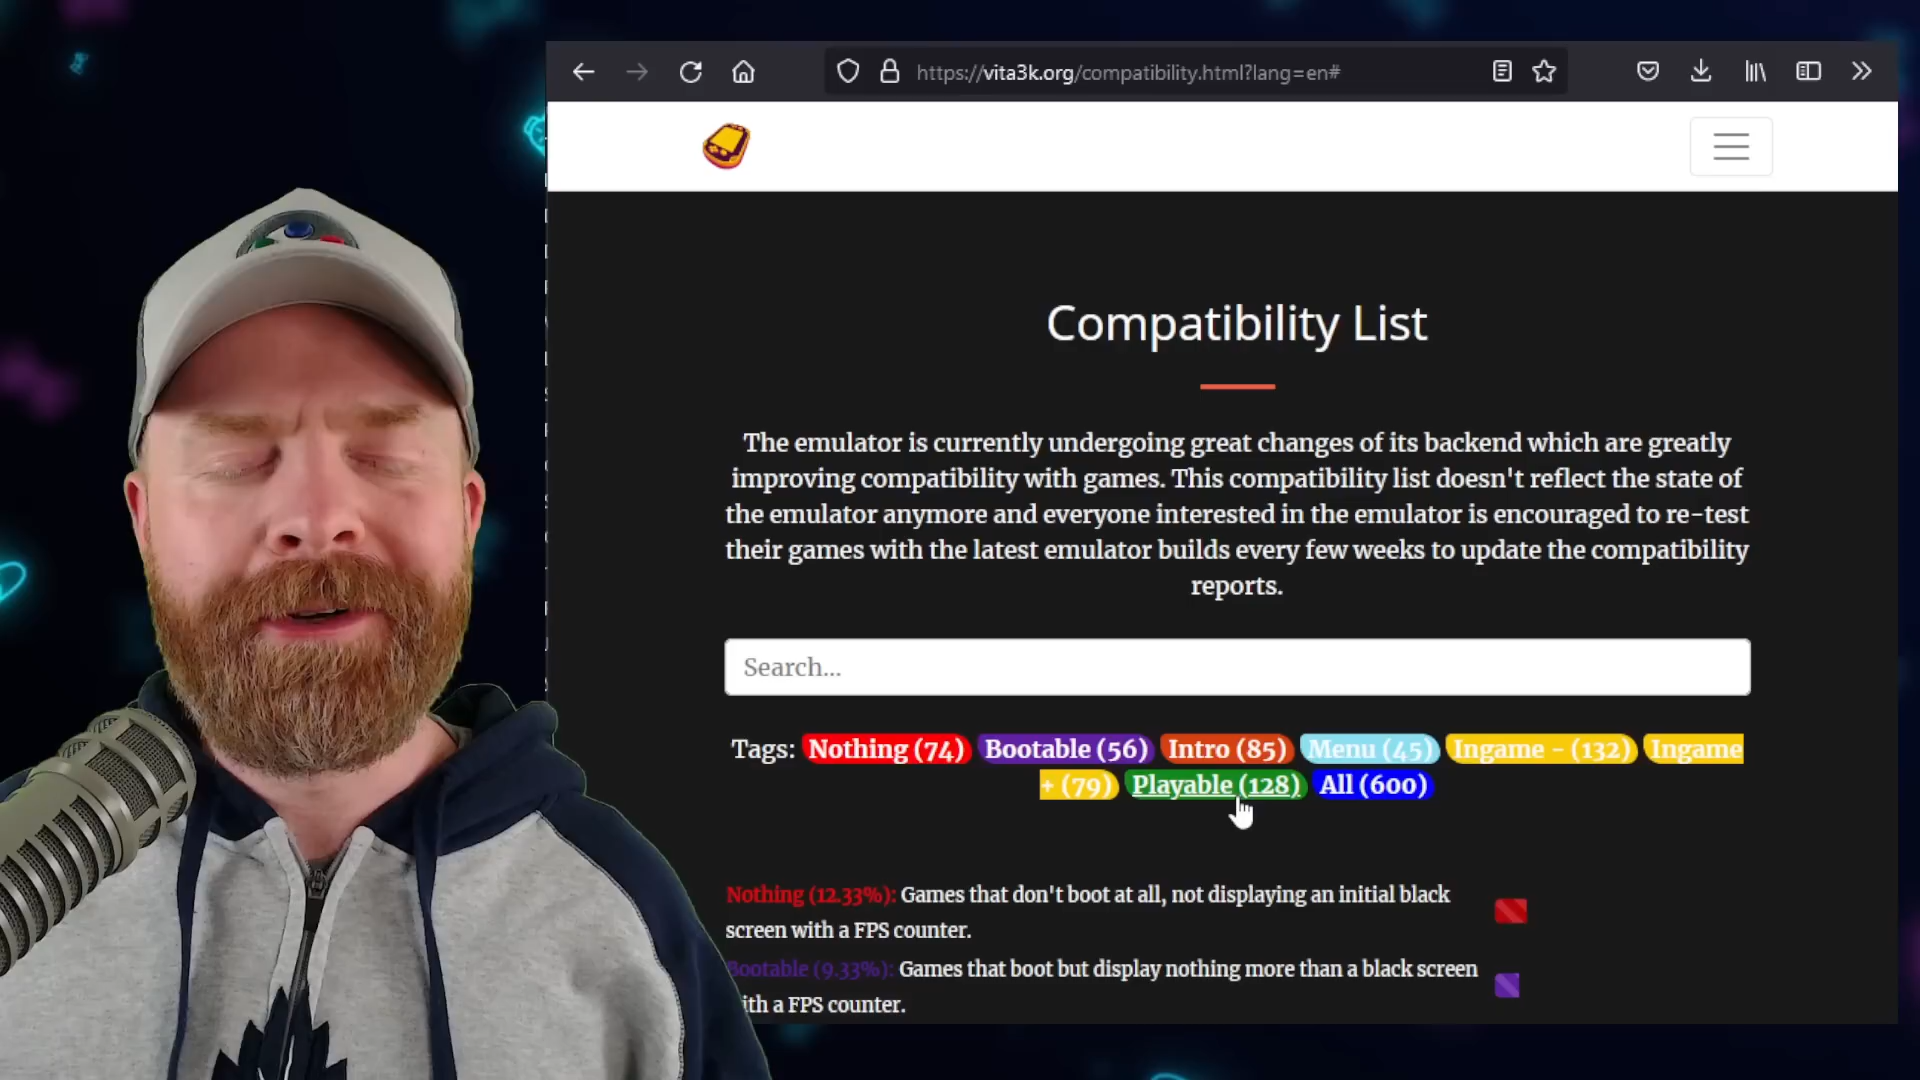 https://vita3k.org/compatibility.html?lang=en#
Compatibility List
The emulator is currently undergoing great changes of its backend which are greatly
improving compatibility with games. This compatibility list doesn't reflect the state of
the emulator anymore and everyone interested in the emulator is encouraged to re-test
their games with the latest emulator builds every few weeks to update the compatibility
reports.
Search...
Tags: Nothing (74) Bootable (56) Intro (85) Menu (45) Ingame - (132) Ingame
+ (79) Playable (128) All (600)
Nothing (12.33%): Games that don't boot at all, not displaying an initial black
screen with a FPS counter.
Bootable (9.33%): Games that boot but display nothing more than a black screen
with a FPS counter.